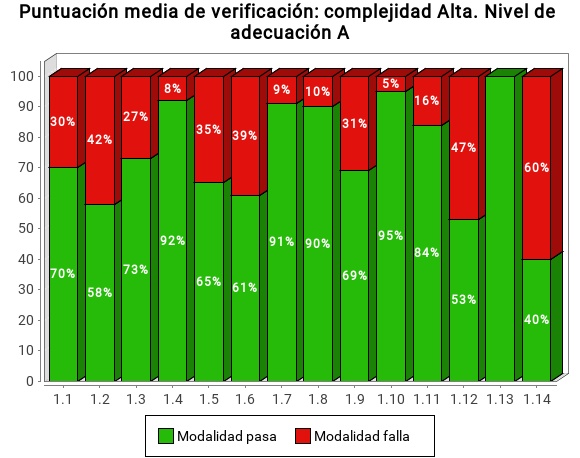 Puntuación media de verificación: complejidad Alta. Nivel de
adecuación A
100
90
80
70
60
50
40
30
20
10
0
30% 42% 27% 8% 35% 39% 9% 10% 31% 5% 16% 47% 60%
70% 58% 73% 92% 65% 61% 91% 90% 69% 95% 84% 53% 40%
1.1 1.2 1.3 1.4 1.5 1.6 1.7 1.8 1.9 1.10 1.11 1.12 1.13 1.14
Modalidad pasa Modalidad falla